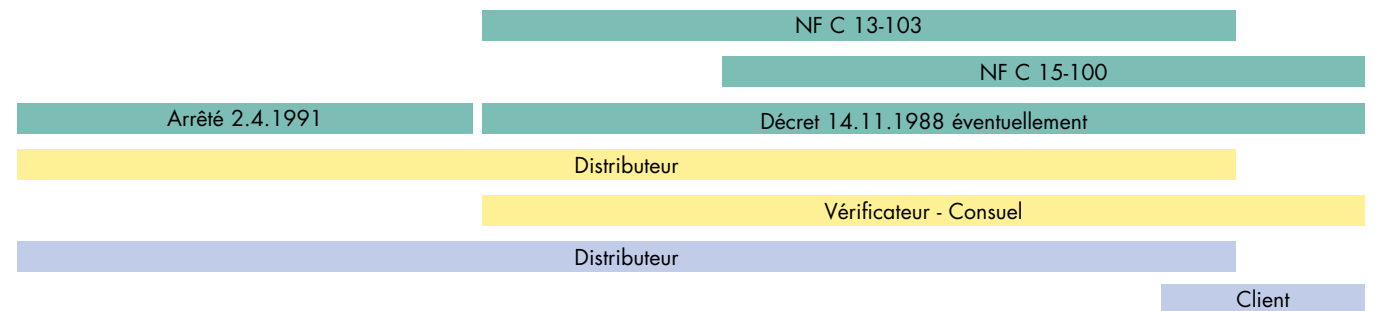 NF C 13-103
NF C 15-100
Arrêté 2.4.1991
Décret 14.11.1988 éventuellement
Distributeur
Vérificateur - Consuel
Distributeur
Client